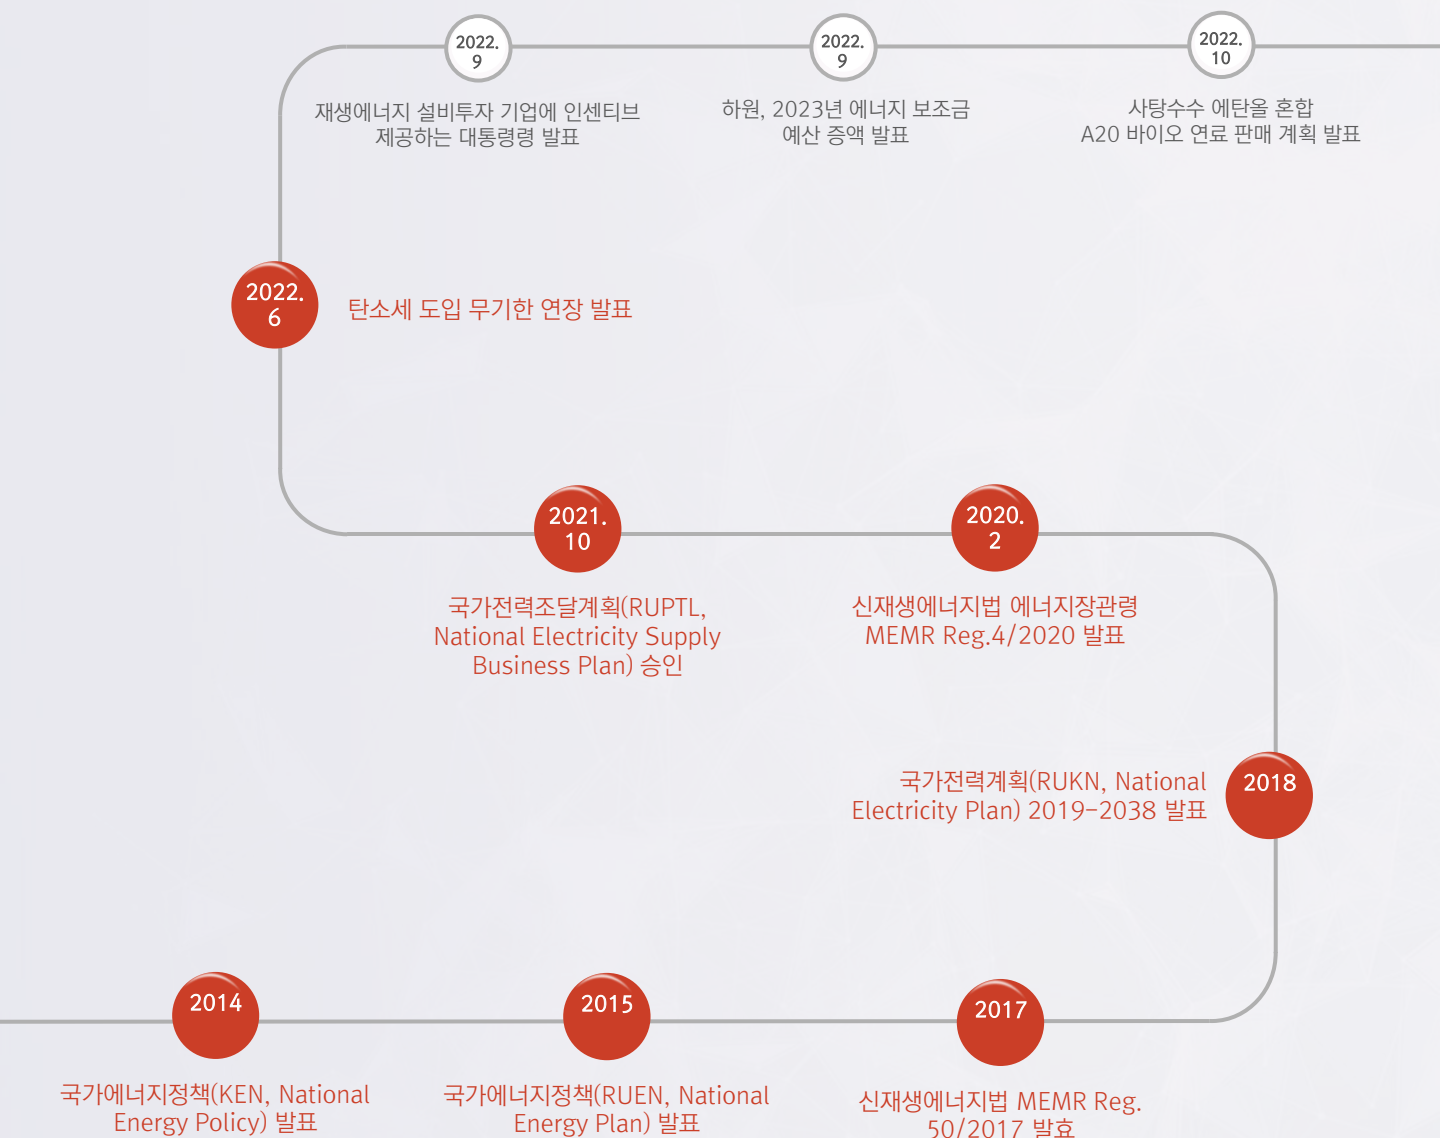 2022.
9
재생에너지 설비투자 기업에 인센티브
제공하는 대통령령 발표
2022.
9
하원, 2023년 에너지 보조금
예산 증액 발표
2022.
10
사탕수수 에탄올 혼합
A20 바이오 연료 판매 계획 발표
2022.
6
탄소세 도입 무기한 연장 발표
2021.
10
국가전력조달계획(RUPTL,
National Electricity Supply
Business Plan) 승인
2020.
2
신재생에너지법 에너지장관령
MEMR Reg.4/2020 발표
국가전력계획(RUKN, National
Electricity Plan) 2019-2038 발표
2018
2014
국가에너지정책(KEN, National
Energy Policy) 발표
2015
국가에너지정책(RUEN, National
Energy Plan) 발표
2017
신재생에너지법 MEMR Reg.
50/2017 발효